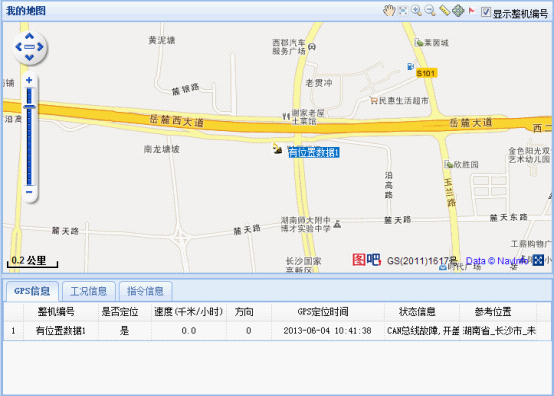 我的地图
显示整机编号
黄泥塘
西郡汽车
服务
莱茵城
S101
麓银路
老贯冲
民惠生活超市
谢家老屋
土菜馆
岳麓西大道
岳麓大道
南龙塘坡
有位置数据1
欣胜园
金色阳光双
艺术幼儿园
沿高路
麓天路
湖南师大附中
博才实验中学
麓天路
麓天东路
工薪购物广
长沙国家
高新区
0.2 公里
图吧
GS(2011)1617号
Data © NavInfo
时代广场
GPS信息
工况信息
指令信息
整机编号 是否定位 速度(千米/小时) 方向 GPS定位时间 状态信息 参考位置
1 有位置数据1 是 0.0 0 2013-06-04 10:41:38 CAN总线故障,开盖 湖南省_长沙市_未